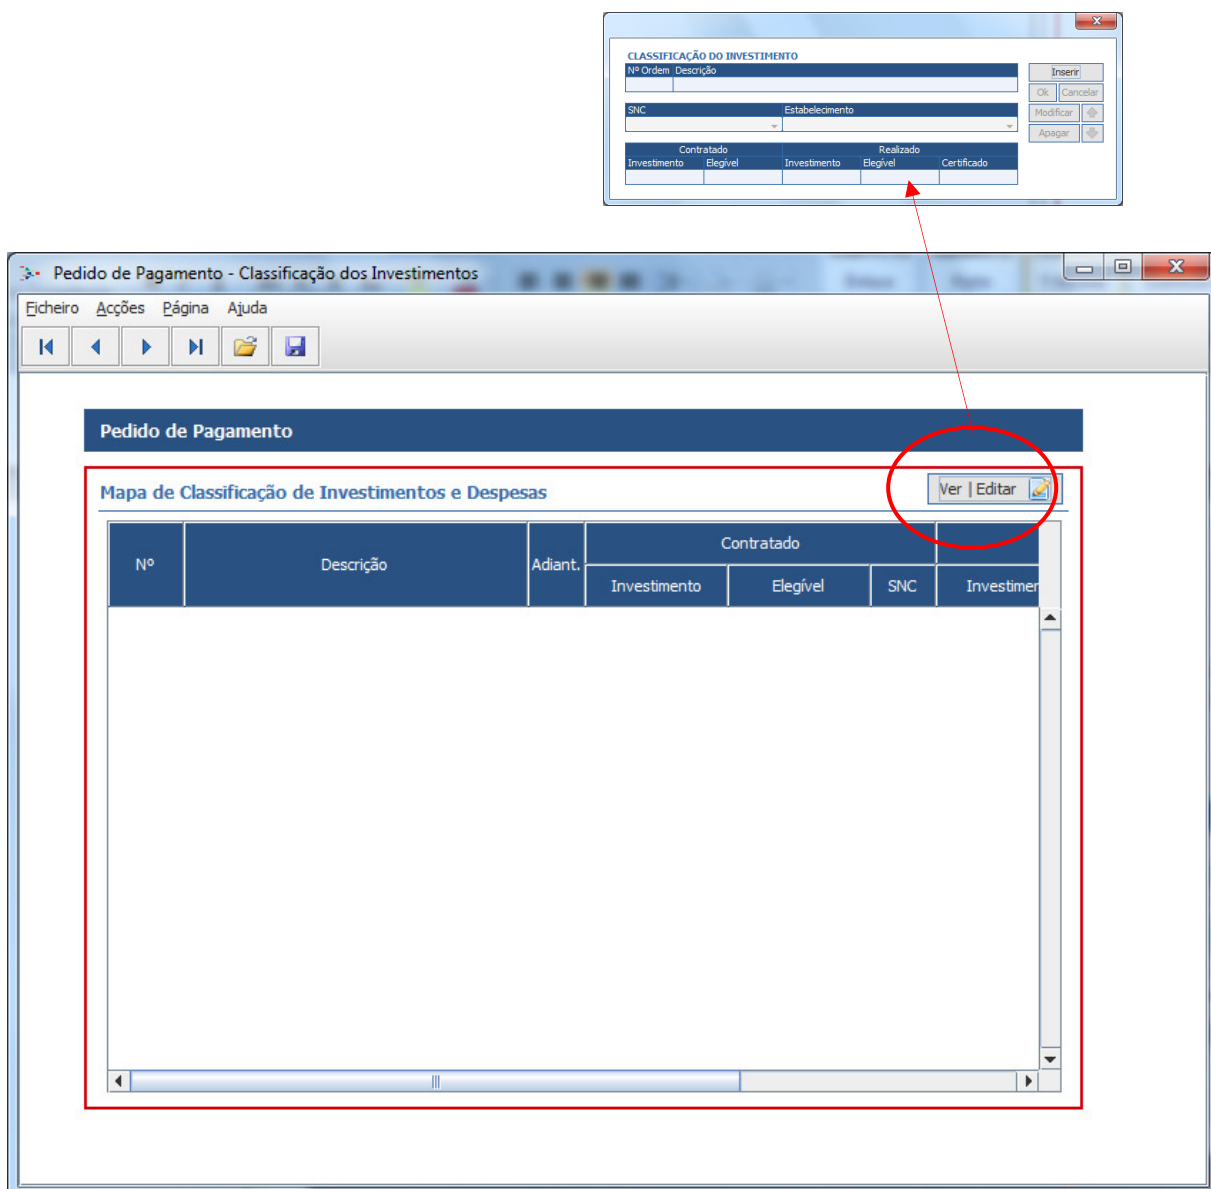 CLASSIFICAÇÃO DO INVESTIMENTO
Nº Ordem Descrição
Inserir
Ok Cancelar
SNC Estabelecimento
Modificar
Apagar
Contratado Realizado
Investimento Elegível Investimento Elegível Certificado
Pedido de Pagamento - Classificação dos Investimentos
Ficheiro Acções Página Ajuda
Pedido de Pagamento
Mapa de Classificação de Investimentos e Despesas
Ver | Editar
Contratado
Nº Descrição Adiant.
Investimento Elegível SNC Investimer